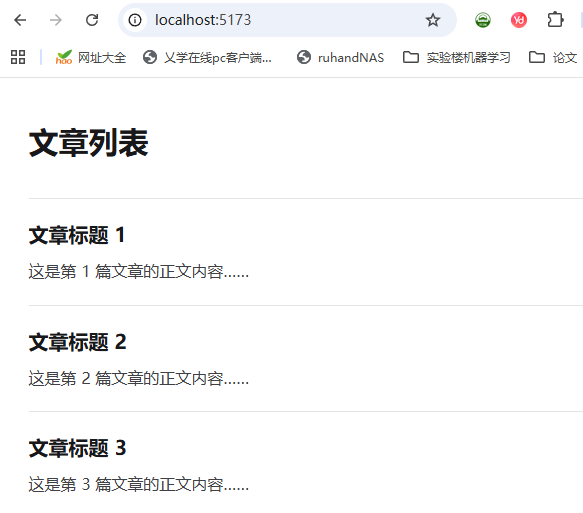 localhost:5173
网址大全 乂学在线pc客户端... ruhandNAS 实验楼机器学习 论文
文章列表
文章标题 1
这是第 1 篇文章的正文内容……
文章标题 2
这是第 2 篇文章的正文内容……
文章标题 3
这是第 3 篇文章的正文内容……